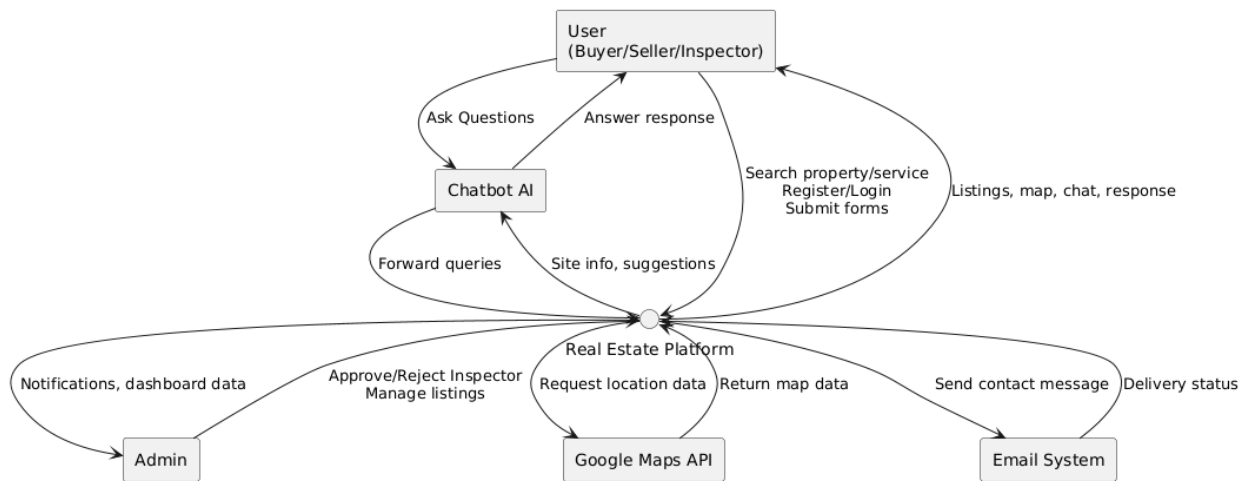 User
(Buyer/Seller/Inspector)
Ask Questions
Answer response
Search property/service
Register/Login
Submit forms
Listings, map, chat, response
Chatbot AI
Forward queries
Site info, suggestions
Real Estate Platform
Notifications, dashboard data
Approve/Reject Inspector
Manage listings
Request location data
Return map data
Send contact message
Delivery status
Admin
Google Maps API
Email System